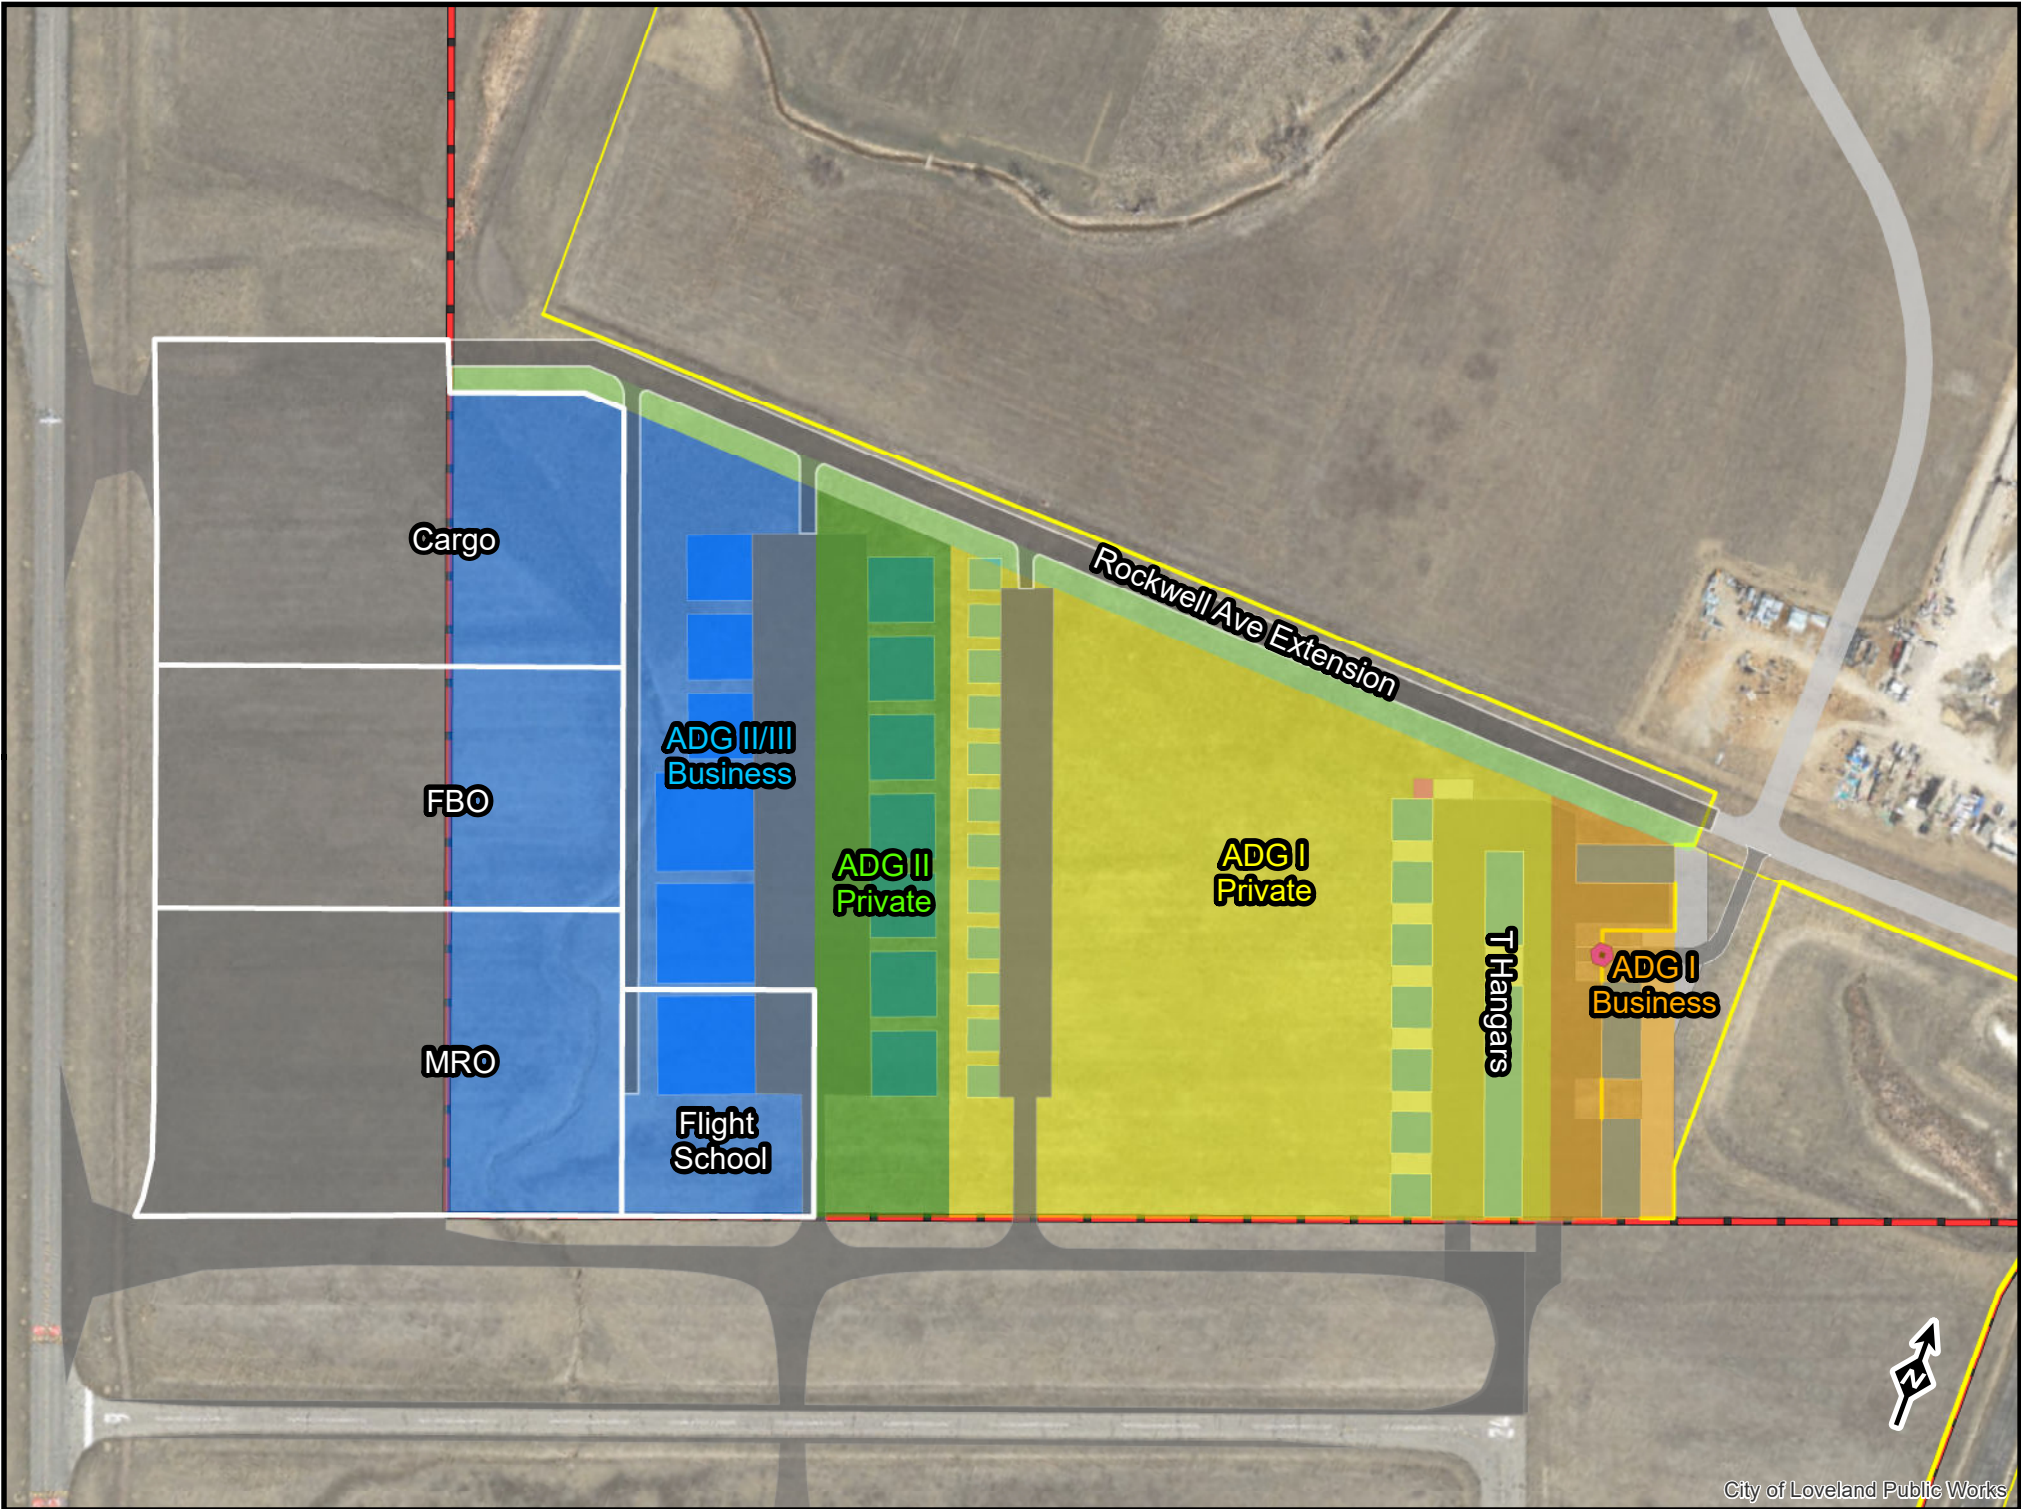 Cargo
Rockwell Ave Extension
ADG II/III
Business
FBO
ADG II
Private
ADG I
Private
T Hangars
ADG I
Business
MRO
Flight
School
N
24
City of Loveland Public Works